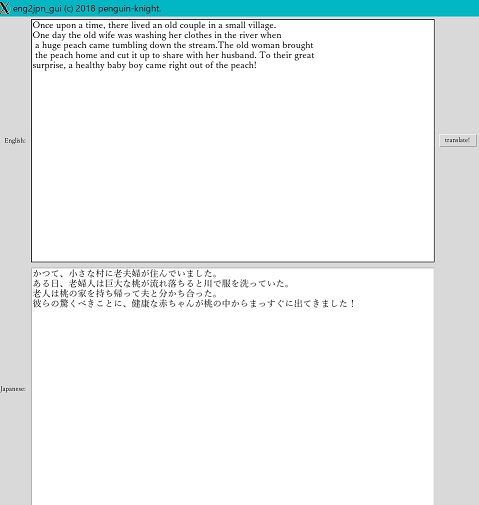 X eng2jpn_gui (c) 2018 penguin-knight.
Once upon a time, there lived an old couple in a small village.
One day the old wife was washing her clothes in the river when
a huge peach came tumbling down the stream.The old woman brought
the peach home and cut it up to share with her husband. To their great
surprise, a healthy baby boy came right out of the peach!
English:
translate!
かつて、小さな村に老夫婦が住んでいました。
ある日、老婦人は巨大な桃が流れ落ちると川で服を洗っていた。
老人は桃の家を持ち帰って夫と分かち合った。
彼らの驚くべきことに、健康な赤ちゃんが桃の中からまっすぐに出てきました！
Japanese: